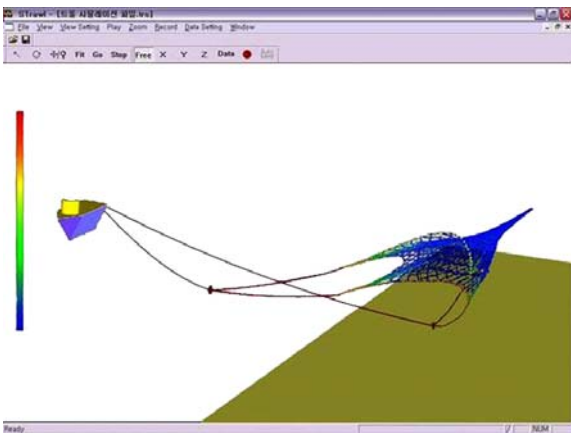 STrawl - [트롤 시뮬레이션 파일.trs]
File View View Setting Play Zoom Record Data Setting Window
Fit Go Stop Free X Y Z Data
Ready NUM